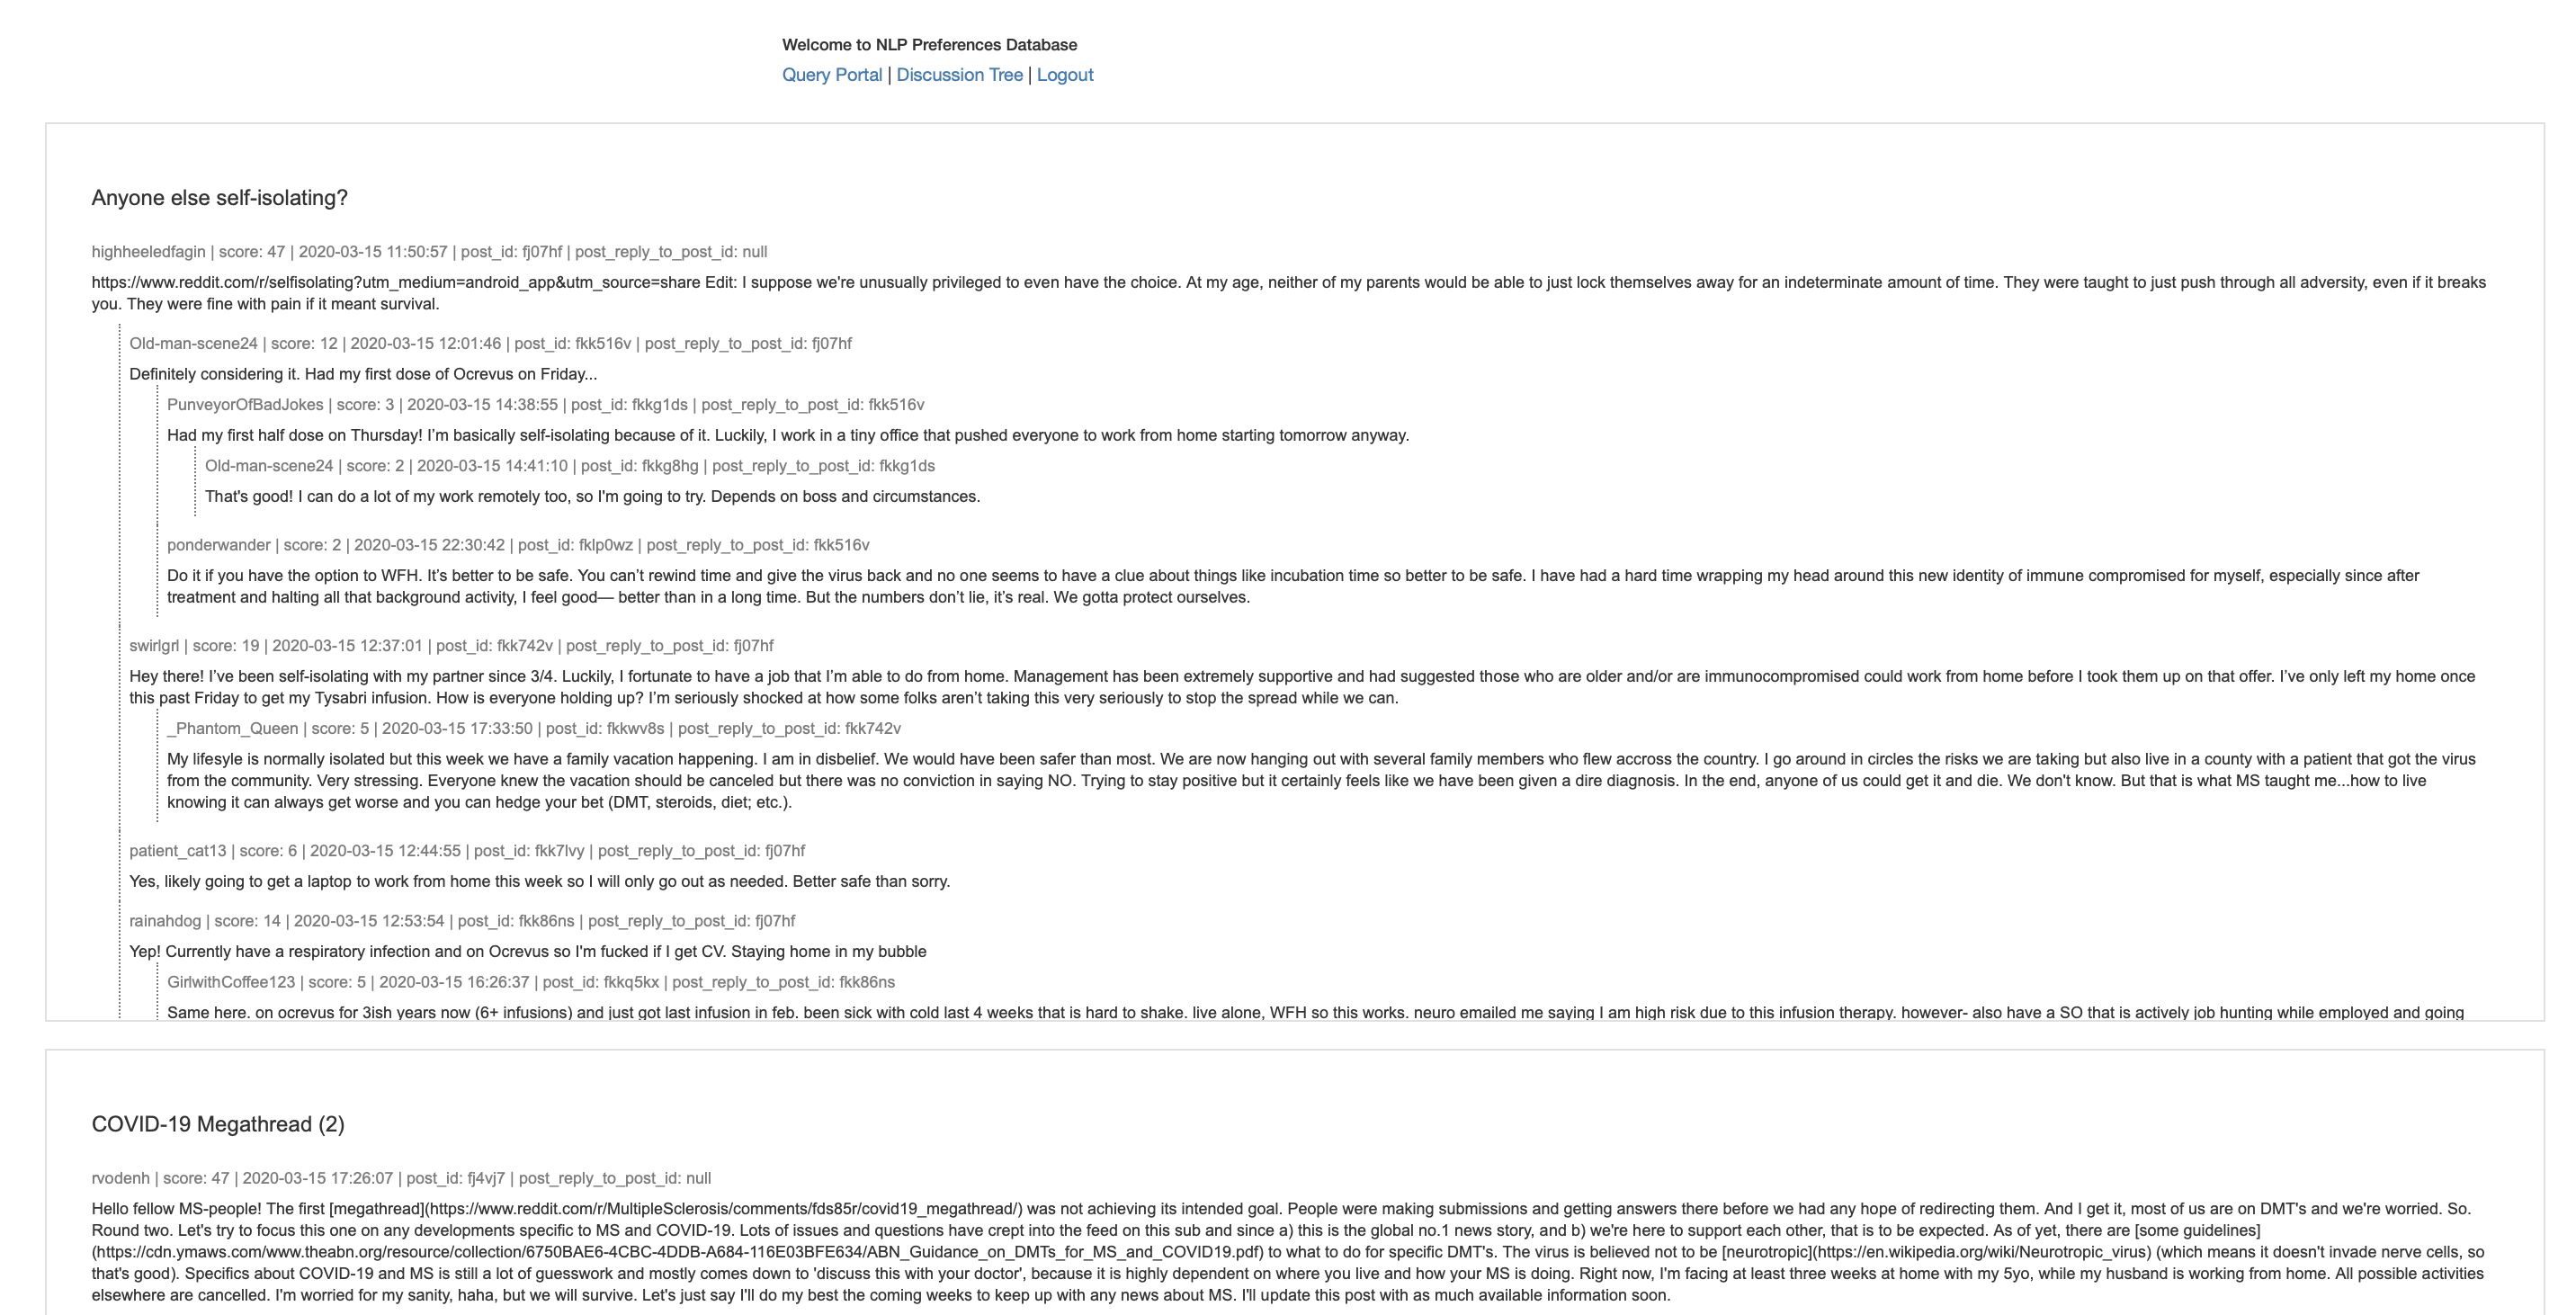 Welcome to NLP Preferences Database
Query Portal | Discussion Tree | Logout
Anyone else self-isolating?
highheeledfagin | score: 47 | 2020-03-15 11:50:57 | post_id: fj07hf | post_reply_to_post_id: null
https://www.reddit.com/r/selfisolating?utm_medium=android_app&utm_source=share Edit: I suppose we're unusually privileged to even have the choice. At my age, neither of my parents would be able to just lock themselves away for an indeterminate amount of time. They were taught to just push through all adversity, even if it breaks
you. They were fine with pain if it meant survival.
Old-man-scene24 | score: 12 | 2020-03-15 12:01:46 | post_id: fkk516v | post_reply_to_post_id: fj07hf
Definitely considering it. Had my first dose of Ocrevus on Friday...
PunveyorOfBadJokes | score: 3 | 2020-03-15 14:38:55 | post_id: fkkg1ds | post_reply_to_post_id: fkk516v
Had my first half dose on Thursday! I’m basically self-isolating because of it. Luckily, I work in a tiny office that pushed everyone to work from home starting tomorrow anyway.
Old-man-scene24 | score: 2 | 2020-03-15 14:41:10 | post_id: fkkg8hg | post_reply_to_post_id: fkkg1ds
That's good! I can do a lot of my work remotely too, so I'm going to try. Depends on boss and circumstances.
ponderwander | score: 2 | 2020-03-15 22:30:42 | post_id: fklp0wz | post_reply_to_post_id: fkk516v
Do it if you have the option to WFH. It’s better to be safe. You can’t rewind time and give the virus back and no one seems to have a clue about things like incubation time so better to be safe. I have had a hard time wrapping my head around this new identity of immune compromised for myself, especially since after
treatment and halting all that background activity, I feel good— better than in a long time. But the numbers don’t lie, it’s real. We gotta protect ourselves.
swirlgrl | score: 19 | 2020-03-15 12:37:01 | post_id: fkk742v | post_reply_to_post_id: fj07hf
Hey there! I’ve been self-isolating with my partner since 3/4. Luckily, I fortunate to have a job that I’m able to do from home. Management has been extremely supportive and had suggested those who are older and/or are immunocompromised could work from home before I took them up on that offer. I’ve only left my home once
this past Friday to get my Tysabri infusion. How is everyone holding up? I’m seriously shocked at how some folks aren’t taking this very seriously to stop the spread while we can.
_Phantom_Queen | score: 5 | 2020-03-15 17:33:50 | post_id: fkkwv8s | post_reply_to_post_id: fkk742v
My lifesyle is normally isolated but this week we have a family vacation happening. I am in disbelief. We would have been safer than most. We are now hanging out with several family members who flew accross the country. I go around in circles the risks we are taking but also live in a county with a patient that got the virus
from the community. Very stressing. Everyone knew the vacation should be canceled but there was no conviction in saying NO. Trying to stay positive but it certainly feels like we have been given a dire diagnosis. In the end, anyone of us could get it and die. We don't know. But that is what MS taught me...how to live
knowing it can always get worse and you can hedge your bet (DMT, steroids, diet; etc.).
patient_cat13 | score: 6 | 2020-03-15 12:44:55 | post_id: fkk7lvy | post_reply_to_post_id: fj07hf
Yes, likely going to get a laptop to work from home this week so I will only go out as needed. Better safe than sorry.
rainahdog | score: 14 | 2020-03-15 12:53:54 | post_id: fkk86ns | post_reply_to_post_id: fj07hf
Yep! Currently have a respiratory infection and on Ocrevus so I'm fucked if I get CV. Staying home in my bubble
GirlwithCoffee123 | score: 5 | 2020-03-15 16:26:37 | post_id: fkkq5kx | post_reply_to_post_id: fkk86ns
Same here. on ocrevus for 3ish years now (6+ infusions) and just got last infusion in feb. been sick with cold last 4 weeks that is hard to shake. live alone, WFH so this works. neuro emailed me saying I am high risk due to this infusion therapy. however- also have a SO that is actively job hunting while employed and going
COVID-19 Megathread (2)
rvodenh | score: 47 | 2020-03-15 17:26:07 | post_id: fj4vj7 | post_reply_to_post_id: null
Hello fellow MS-people! The first [megathread](https://www.reddit.com/r/MultipleSclerosis/comments/fds85r/covid19_megathread/) was not achieving its intended goal. People were making submissions and getting answers there before we had any hope of redirecting them. And I get it, most of us are on DMT's and we're worried. So.
Round two. Let's try to focus this one on any developments specific to MS and COVID-19. Lots of issues and questions have crept into the feed on this sub and since a) this is the global no.1 news story, and b) we're here to support each other, that is to be expected. As of yet, there are [some guidelines]
(https://cdn.ymaws.com/www.theabn.org/resource/collection/6750BAE6-4CBC-4DDB-A684-116E03BFE634/ABN_Guidance_on_DMTs_for_MS_and_COVID19.pdf) to what to do for specific DMT's. The virus is believed not to be [neurotropic](https://en.wikipedia.org/wiki/Neurotropic_virus) (which means it doesn't invade nerve cells, so
that's good). Specifics about COVID-19 and MS is still a lot of guesswork and mostly comes down to 'discuss this with your doctor', because it is highly dependent on where you live and how your MS is doing. Right now, I'm facing at least three weeks at home with my 5yo, while my husband is working from home. All possible activities
elsewhere are cancelled. I'm worried for my sanity, haha, but we will survive. Let's just say I'll do my best the coming weeks to keep up with any news about MS. I'll update this post with as much available information soon.